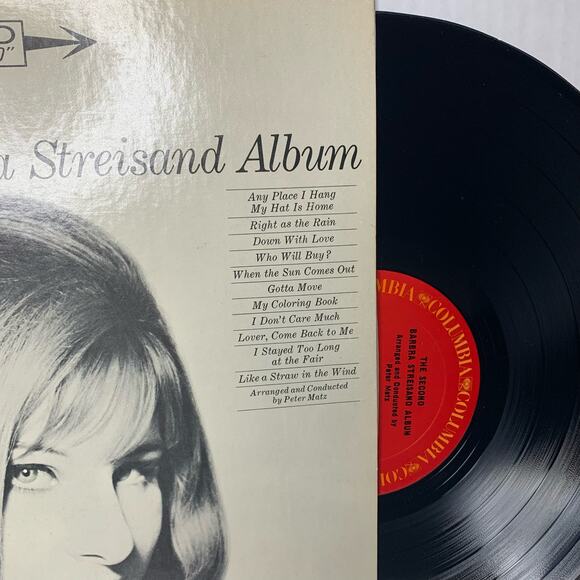 a Streisand Album
Any Place I Hang
My Hat Is Home
Right as the Rain
Down With Love
Who Will Buy?
When the Sun Comes Out
Gotta Move
My Coloring Book
I Don't Care Much
Lover, Come Back to Me
I Stayed Too Long
at the Fair
Like a Straw in the Wind
Arranged and Conducted
by Peter Matz
MBIA COLUMBIA COLUMBIA CO
THE SECOND
BARBRA STREISAND ALBUM
Arranged and Conducted by
Peter Matz